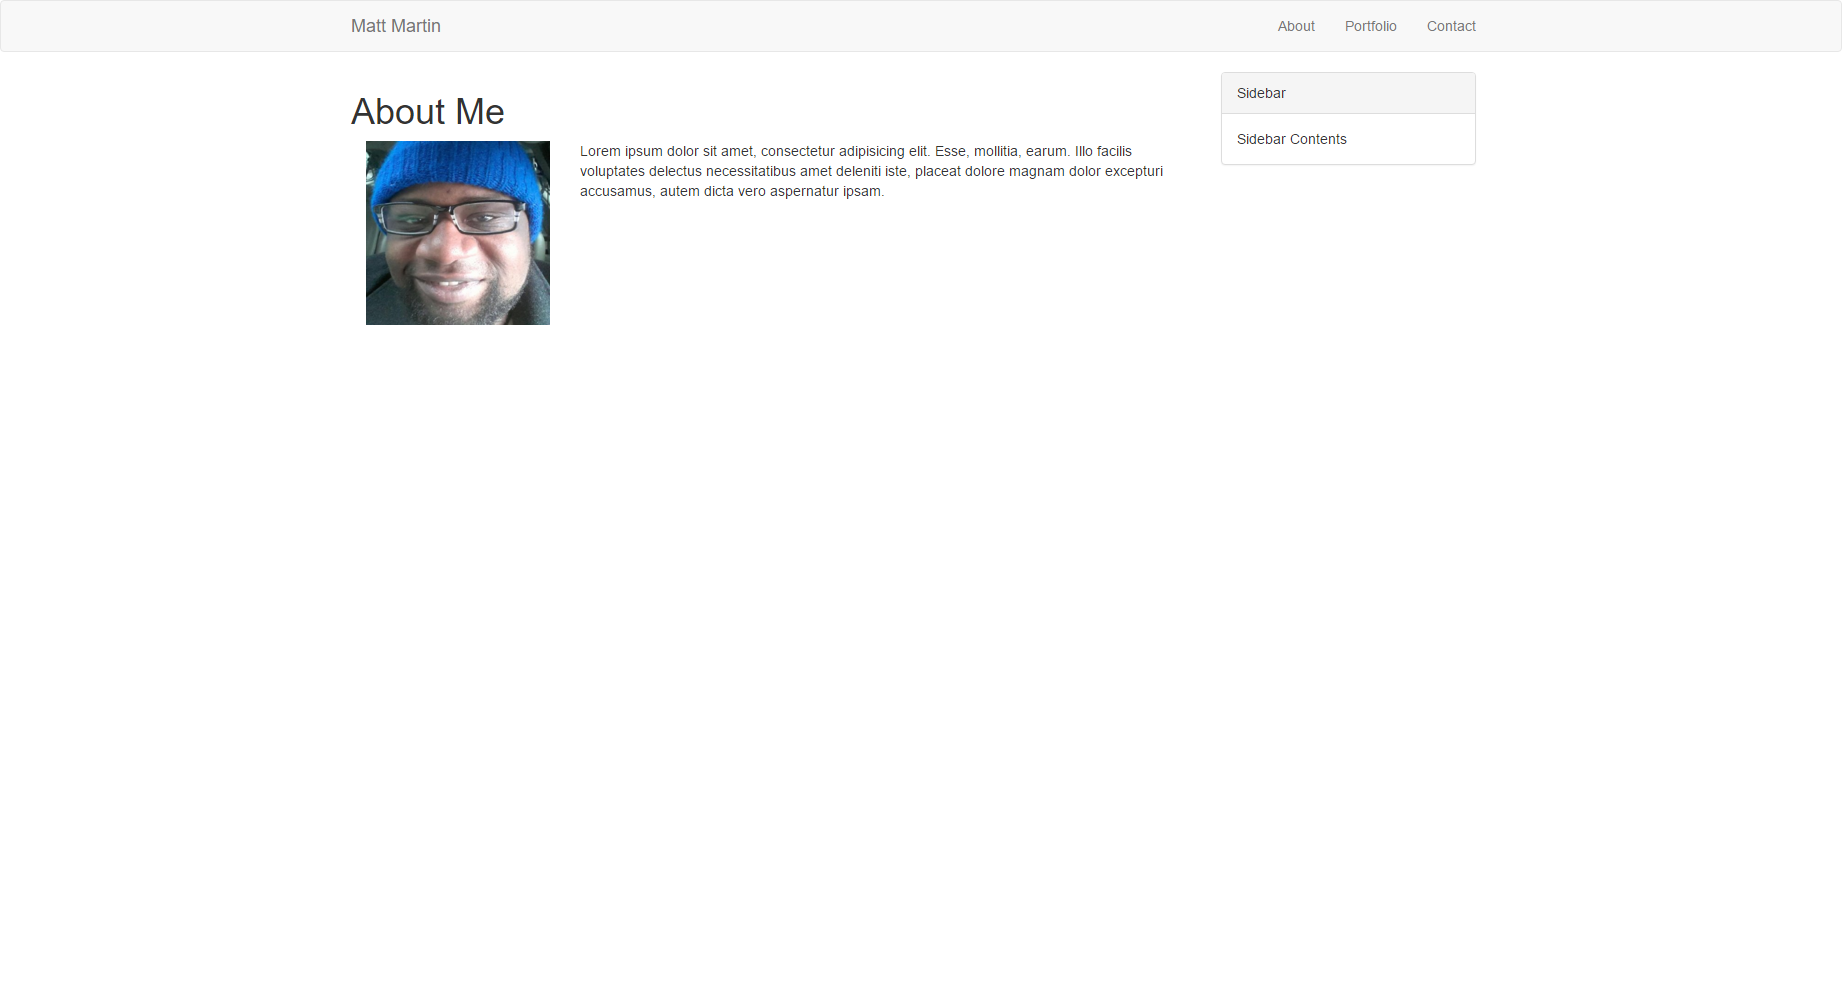 Matt Martin
About Portfolio Contact
About Me
Lorem ipsum dolor sit amet, consectetur adipisicing elit. Esse, mollitia, earum. Illo facilis
voluptates delectus necessitatibus amet deleniti iste, placeat dolore magnam dolor excepturi
accusamus, autem dicta vero aspernatur ipsam.
Sidebar
Sidebar Contents